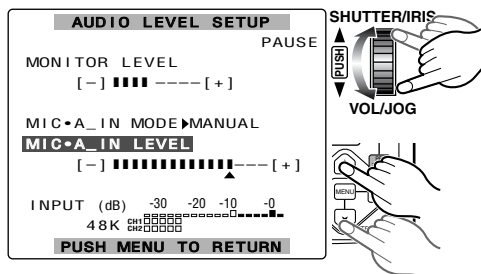 AUDIO LEVEL SETUP
PAUSE
MONITOR LEVEL
[–] ▮▮▮▮ – – – – [+]
MIC•A_IN MODE▶MANUAL
MIC•A_IN LEVEL
[–] ▮▮▮▮▮▮▮▮▮▮▮▮▮ – – – [+]
INPUT (dB) -30 -20 -10 -0
48K CH1
CH2
PUSH MENU TO RETURN
SHUTTER/IRIS
PUSH
VOL/JOG
MENU